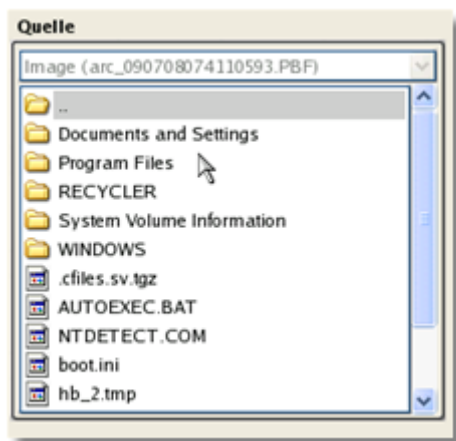 Quelle
Image (arc_090708074110593.PBF)
..
Documents and Settings
Program Files
RECYCLER
System Volume Information
WINDOWS
.cfiles.sv.tgz
AUTOEXEC.BAT
NTDETECT.COM
boot.ini
hb_2.tmp